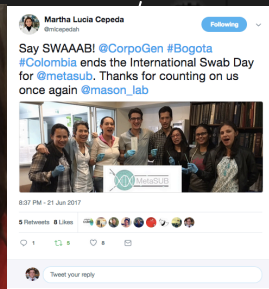 Martha Lucia Cepeda
@mlcepedah
Following
Say SWAAAB! @CorpoGen #Bogota
#Colombia ends the International Swab Day
for @metasub. Thanks for counting on us
once again @mason_lab
MetaSUB
8:37 PM - 21 Jun 2017
5 Retweets 8 Likes
1
5
8
Tweet your reply